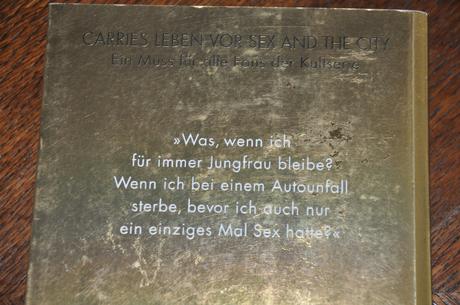 CARRIES LEBEN VOR SEX AND THE CITY
Ein Muss für alle Fans der Kultserie
»Was, wenn ich
für immer Jungfrau bleibe?
Wenn ich bei einem Autounfall
sterbe, bevor ich auch nur
ein einziges Mal Sex hatte?«